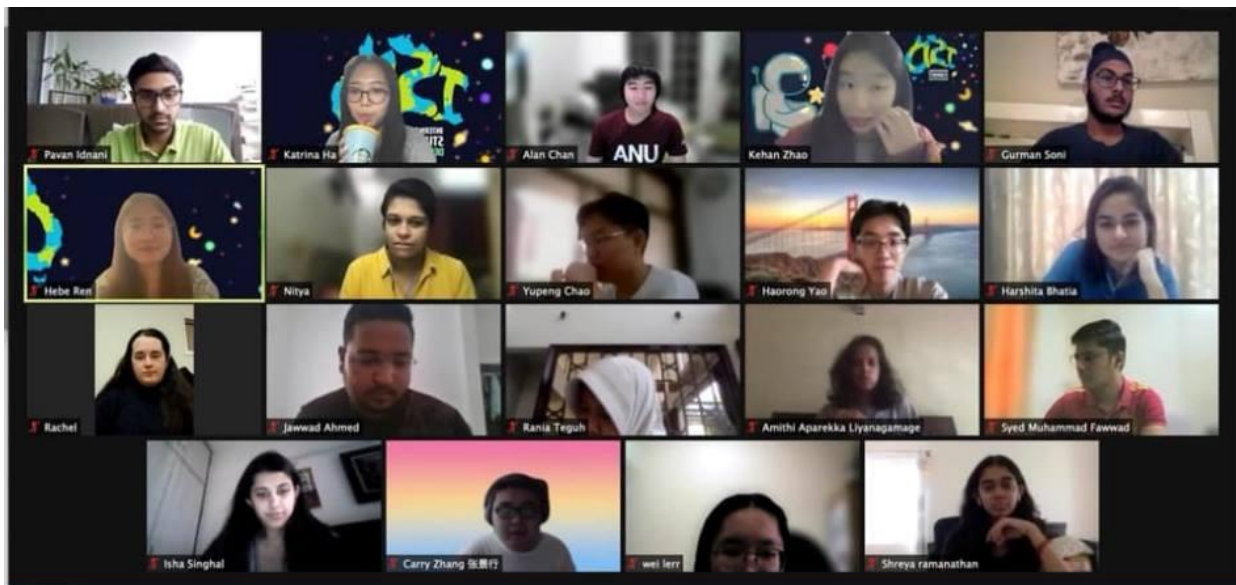 Pavan Idnani
Katrina Ha
Alan Chan
ANU
Kehan Zhao
Gurman Soni
Hebe Ren
Nitya
Yupeng Chao
Haorong Yao
Harshita Bhatia
Rachel
Jawwad Ahmed
Rania Teguh
Amithi Aparekka Liyanagamage
Syed Muhammad Fawwad
Isha Singhal
Carry Zhang 张景行
wei lerr
Shreya ramanathan